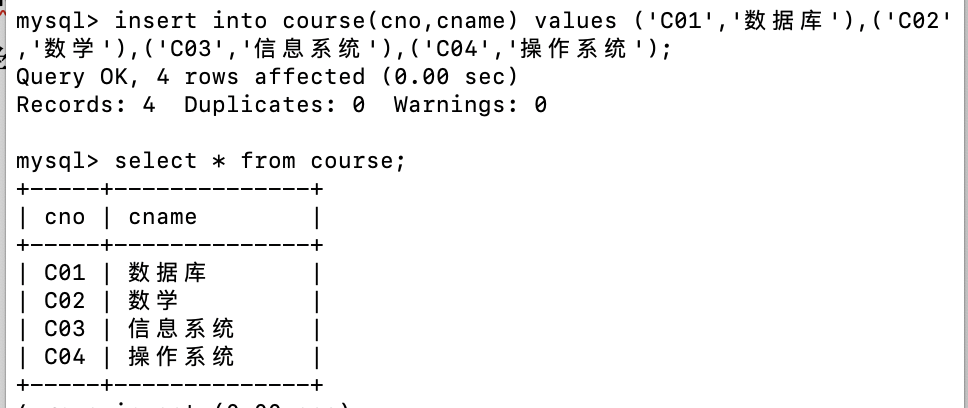 mysql> insert into course(cno,cname) values ('C01','数据库'),('C02'
,'数学'),('C03','信息系统'),('C04','操作系统');
Query OK, 4 rows affected (0.00 sec)
Records: 4  Duplicates: 0  Warnings: 0
mysql> select * from course;
+-----+--------------+
| cno | cname        |
+-----+--------------+
| C01 | 数据库       |
| C02 | 数学         |
| C03 | 信息系统     |
| C04 | 操作系统     |
+-----+--------------+